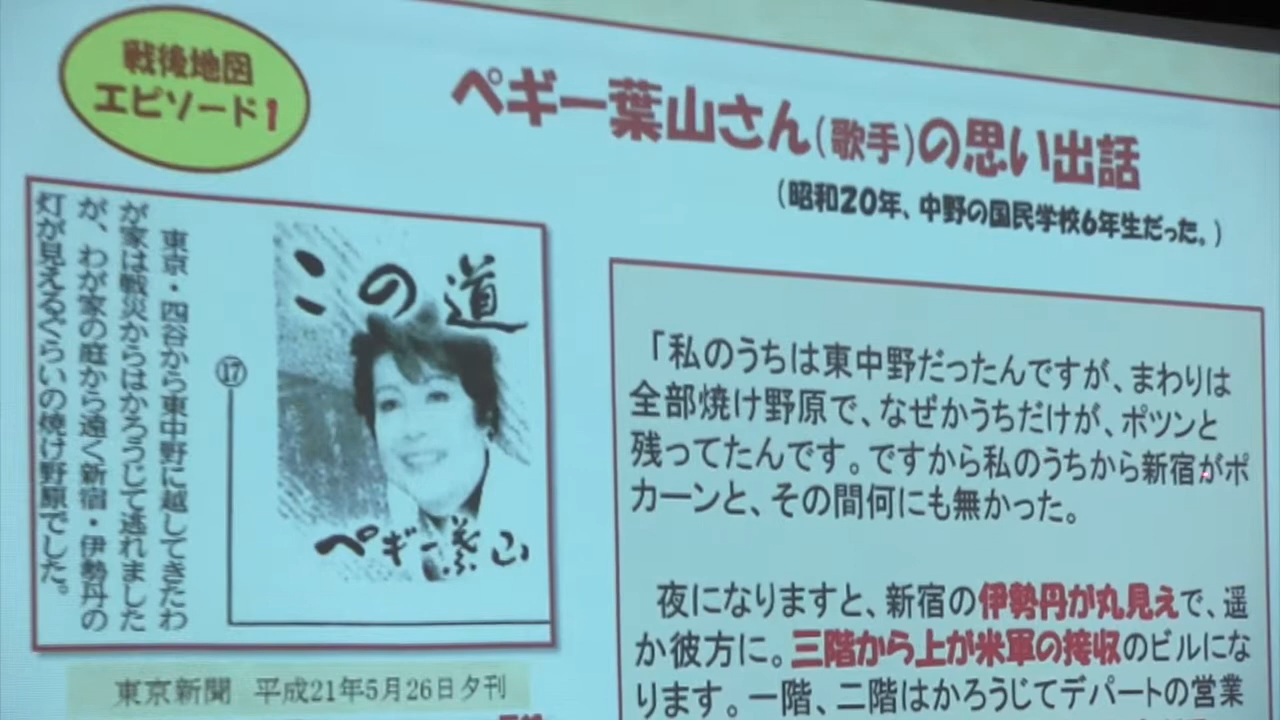 戦後地図
エピソード1
ペギー葉山さん(歌手)の思い出話
(昭和20年、中野の国民学校6年生だった。)
東京・四谷から東中野に越してきたわ
が家は戦災からはかろうじて逃れました
が、わが家の庭から遠く新宿・伊勢丹の
灯が見えるぐらいの焼け野原でした。
この道
⑰
ペギー葉山
東京新聞 平成21年5月26日夕刊
「私のうちは東中野だったんですが、まわりは
全部焼け野原で、なぜかうちだけが、ポツンと
残ってたんです。ですから私のうちから新宿がポ
カーンと、その間何にも無かった。
夜になりますと、新宿の伊勢丹が丸見えで、遥
か彼方に。三階から上が米軍の接収のビルにな
ります。一階、二階はかろうじてデパートの営業